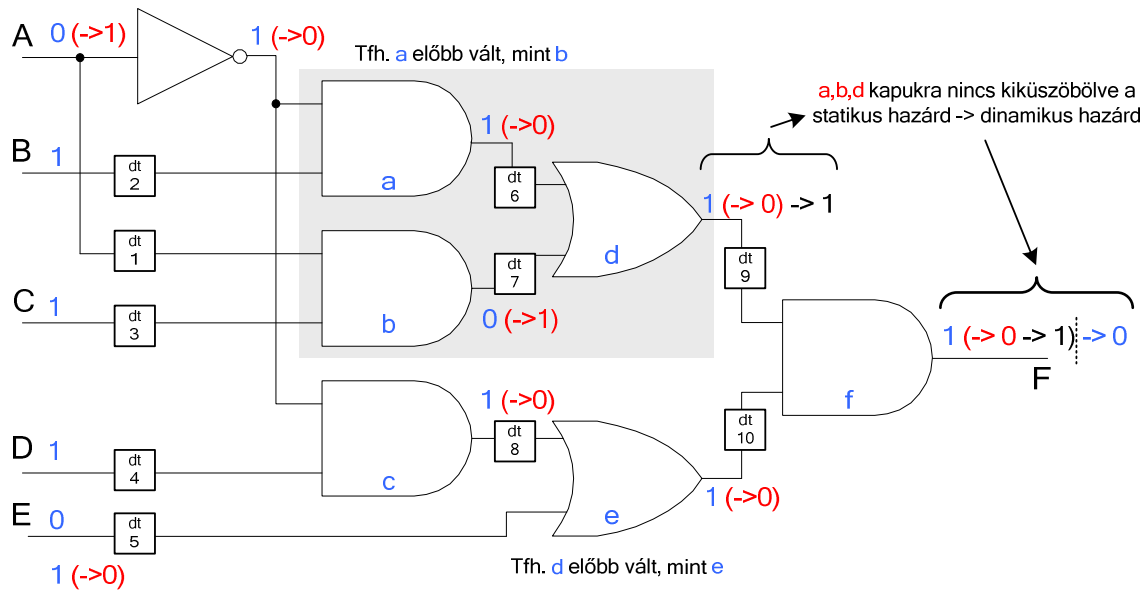 A 0 (->1)
1 (->0)
Tfh. a előbb vált, mint b
a,b,d kapukra nincs kiküszöbölve a
statikus hazárd -> dinamikus hazárd
B 1
dt
2
a
1 (->0)
dt
6
1 (-> 0) -> 1
dt
1
d
dt
7
dt
9
C 1
dt
3
b
0 (->1)
1 (-> 0 -> 1) -> 0
F
f
1 (->0)
dt
8
dt
10
D 1
dt
4
c
1 (->0)
E 0
dt
5
e
1 (->0)
Tfh. d előbb vált, mint e